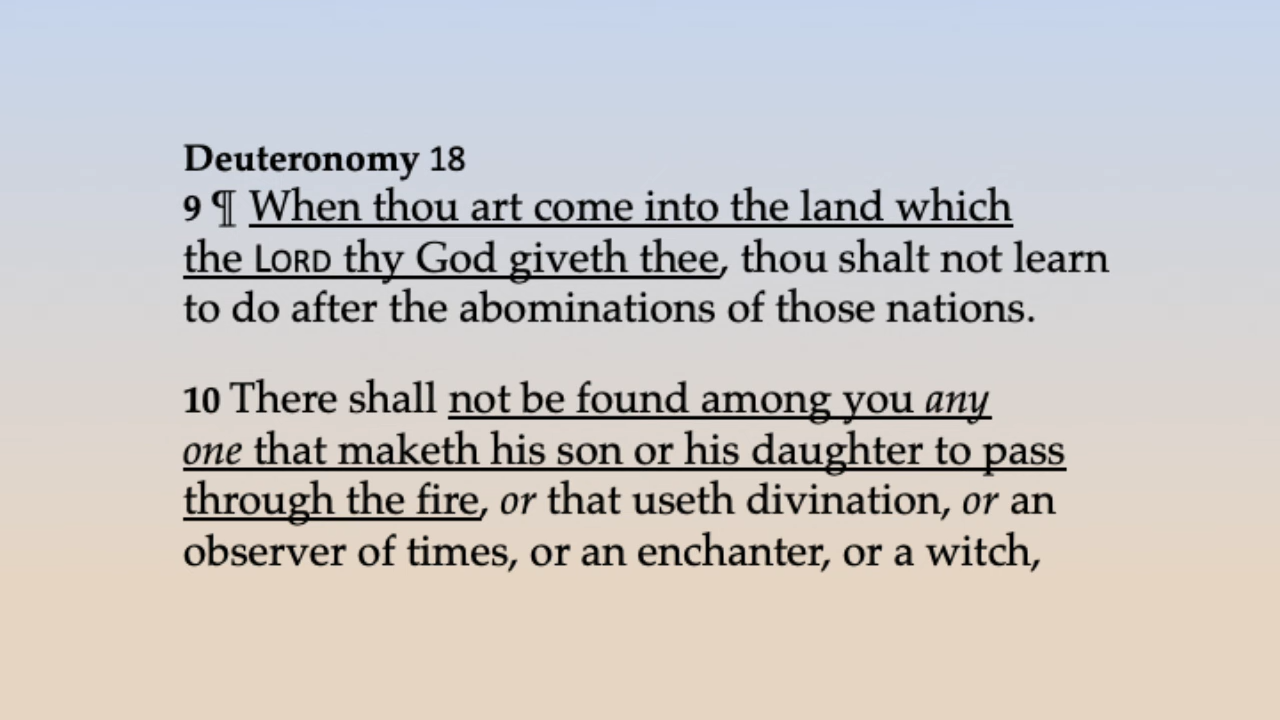 Deuteronomy 18
9 ¶ When thou art come into the land which
the LORD thy God giveth thee, thou shalt not learn
to do after the abominations of those nations.
10 There shall not be found among you any
one that maketh his son or his daughter to pass
through the fire, or that useth divination, or an
observer of times, or an enchanter, or a witch,